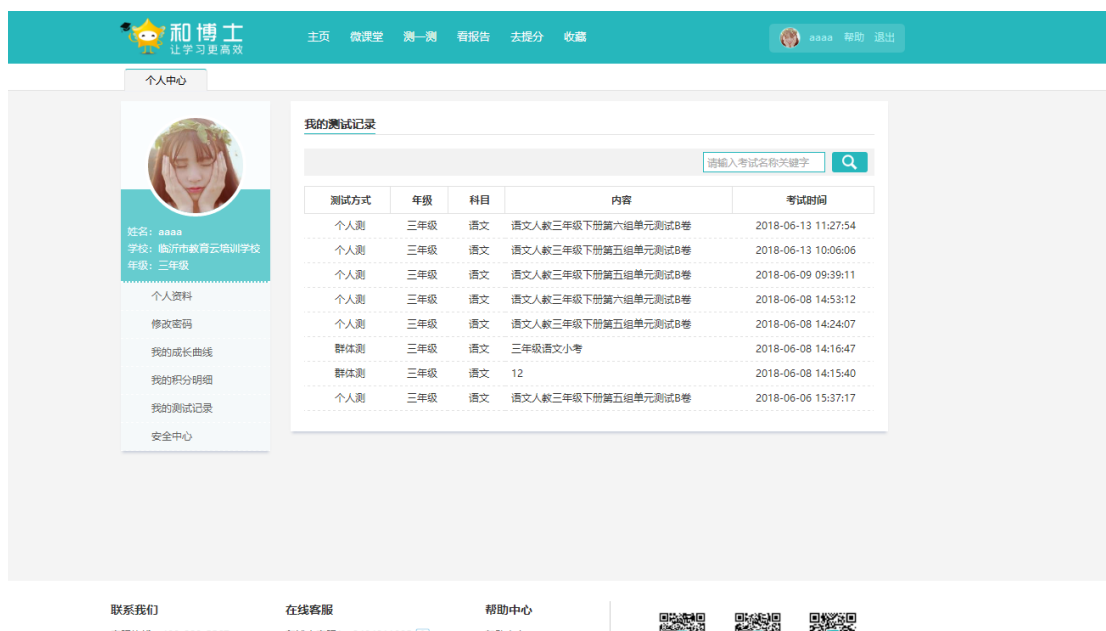 和博士
让学习更高效
主页 微课堂 测一测 看报告 去提分 收藏
aaaa 帮助 退出
个人中心
姓名：aaaa
学校：临沂市教育云培训学校
年级：三年级
个人资料
修改密码
我的成长曲线
我的积分明细
我的测试记录
安全中心
我的测试记录
请输入考试名称关键字
测试方式 年级 科目 内容 考试时间
个人测 三年级 语文 语文人教三年级下册第六组单元测试B卷 2018-06-13 11:27:54
个人测 三年级 语文 语文人教三年级下册第五组单元测试B卷 2018-06-13 10:06:06
个人测 三年级 语文 语文人教三年级下册第五组单元测试B卷 2018-06-09 09:39:11
个人测 三年级 语文 语文人教三年级下册第六组单元测试B卷 2018-06-08 14:53:12
个人测 三年级 语文 语文人教三年级下册第五组单元测试B卷 2018-06-08 14:24:07
群体测 三年级 语文 三年级语文小考 2018-06-08 14:16:47
群体测 三年级 语文 12 2018-06-08 14:15:40
个人测 三年级 语文 语文人教三年级下册第五组单元测试B卷 2018-06-06 15:37:17
联系我们 在线客服 帮助中心